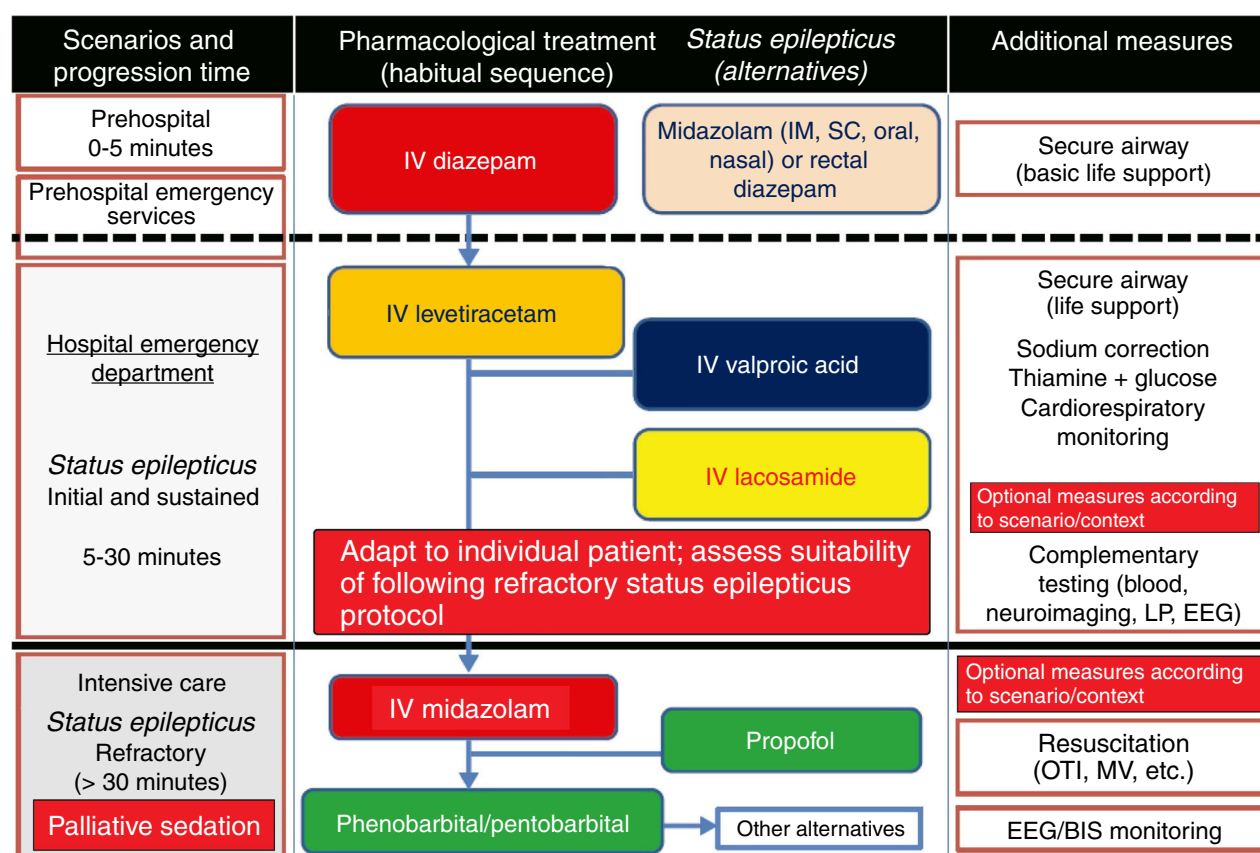 Scenarios and
progression time
Pharmacological treatment
(habitual sequence)
Status epilepticus
(alternatives)
Additional measures
Prehospital
0-5 minutes
Prehospital emergency
services
IV diazepam
Midazolam (IM, SC, oral,
nasal) or rectal
diazepam
Secure airway
(basic life support)
Hospital emergency
department
Status epilepticus
Initial and sustained
5-30 minutes
IV levetiracetam
IV valproic acid
IV lacosamide
Adapt to individual patient; assess suitability
of following refractory status epilepticus
protocol
Secure airway
(life support)
Sodium correction
Thiamine + glucose
Cardiorespiratory
monitoring
Optional measures according
to scenario/context
Complementary
testing (blood,
neuroimaging, LP, EEG)
Intensive care
Status epilepticus
Refractory
(> 30 minutes)
Palliative sedation
IV midazolam
Propofol
Phenobarbital/pentobarbital
Other alternatives
Optional measures according
to scenario/context
Resuscitation
(OTI, MV, etc.)
EEG/BIS monitoring